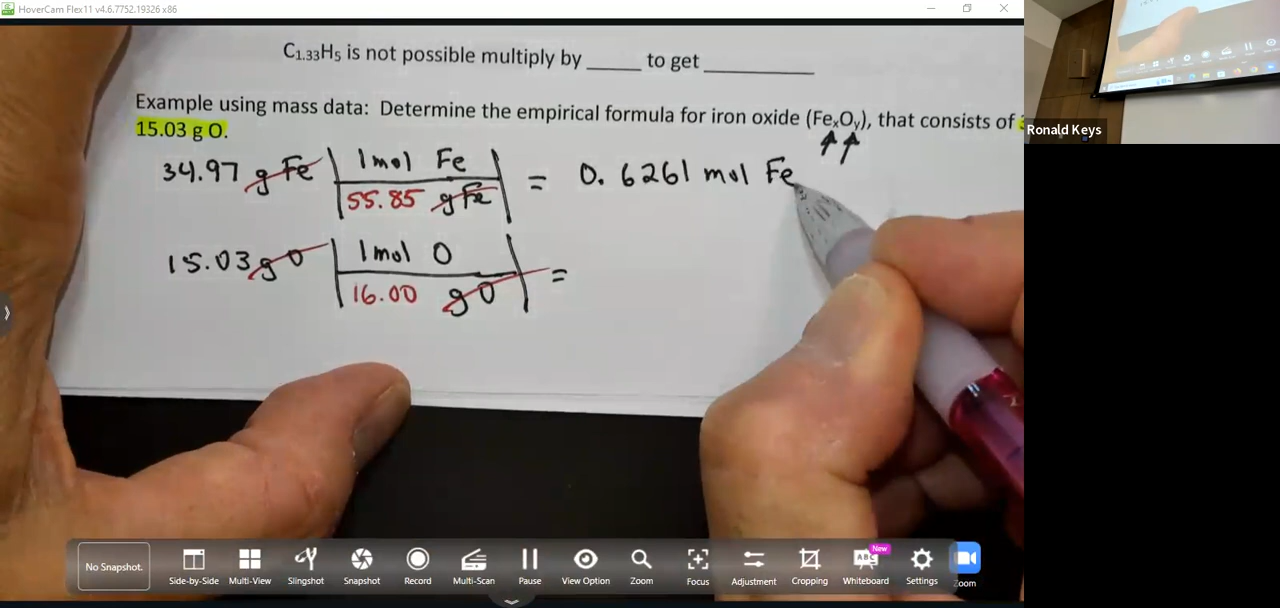 HoverCam Flex11 v4.6.7752.19326 x86
C1.33H5 is not possible multiply by _____ to get __________
Example using mass data: Determine the empirical formula for iron oxide (FexOy), that consists of
15.03 g O.
34.97 g Fe | 1 mol Fe
55.85 g Fe | = 0.6261 mol Fe
15.03 g O | 1 mol O
16.00 g O | =
Ronald Keys
No Snapshot.
Side-by-Side Multi-View Slingshot Snapshot Record Multi-Scan Pause View Option Zoom Focus Adjustment Cropping Whiteboard Settings Zoom
New
ABC